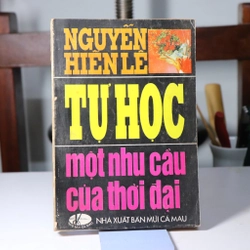 NGUYỄN
HIẾN LÊ
TỰ HỌC
một nhu cầu
của thời đại
NHÀ XUẤT BẢN MŨI CÀ MAU